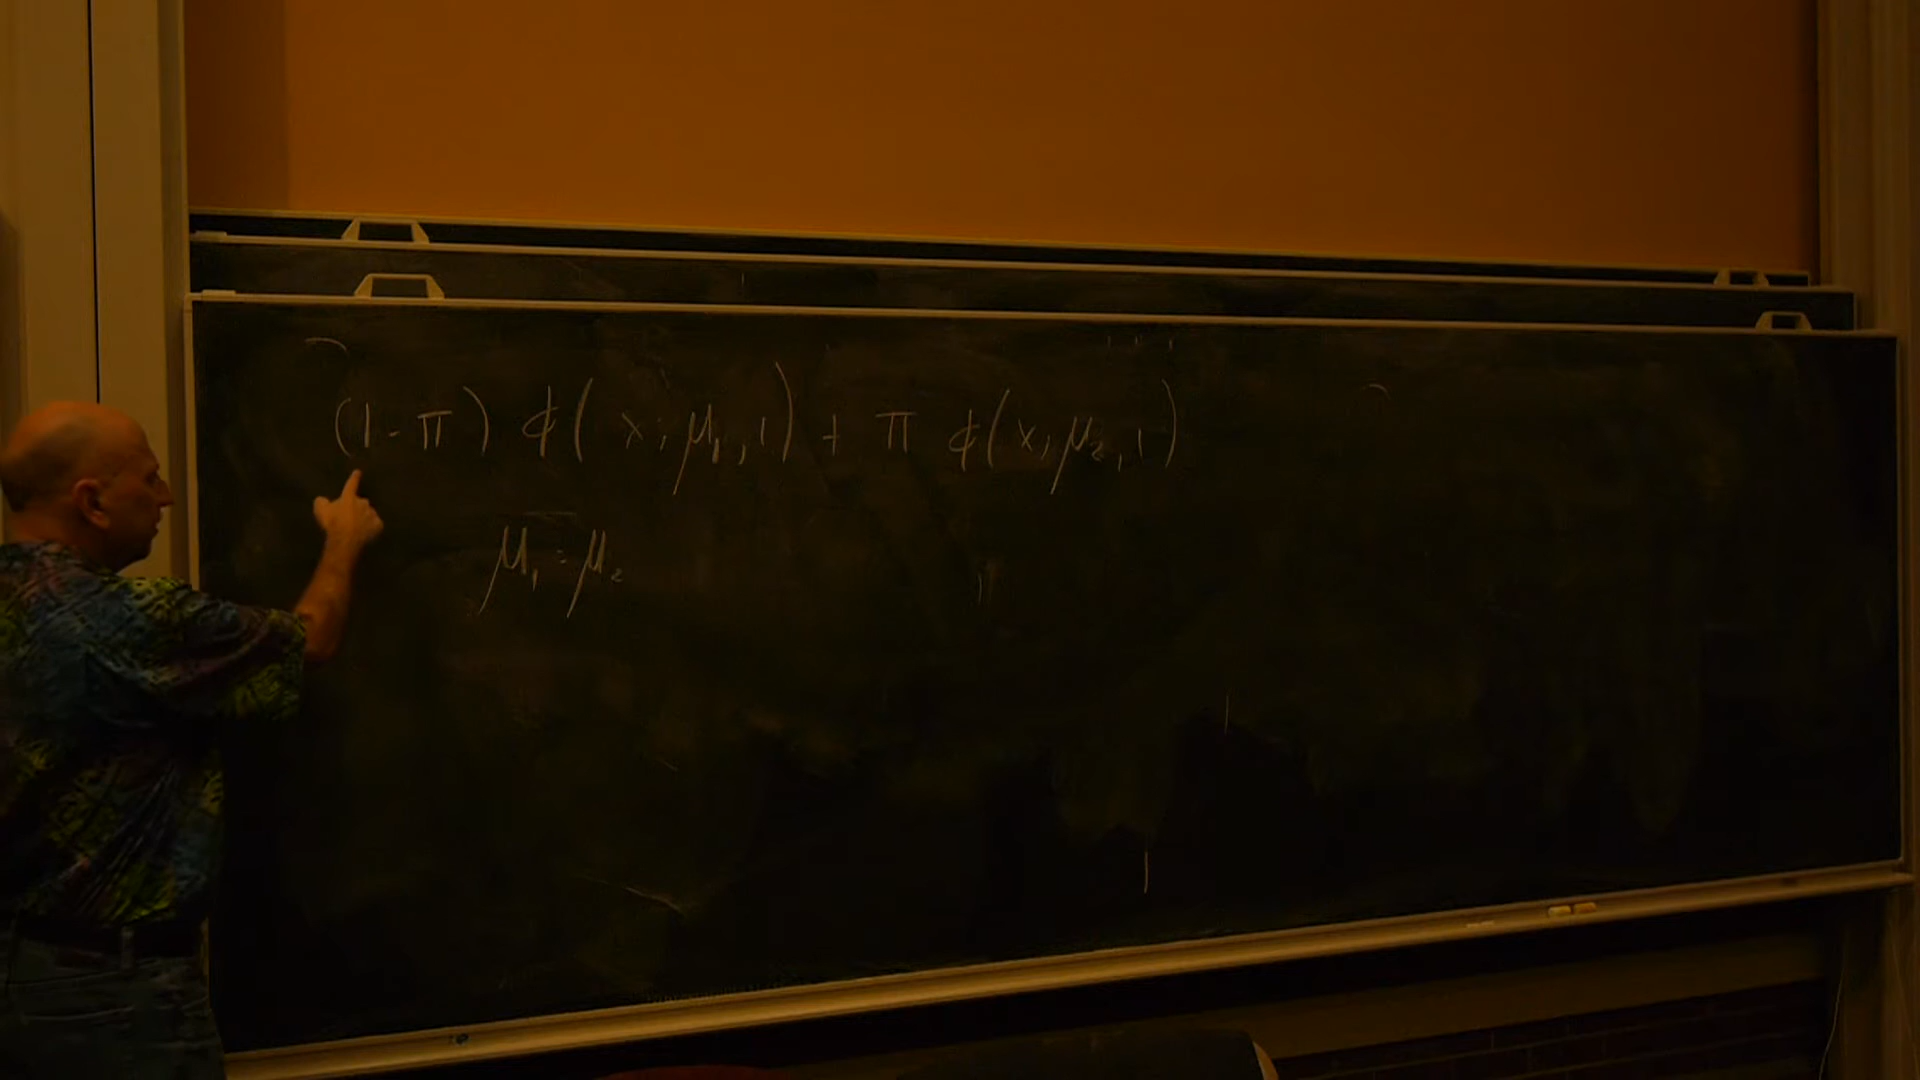 (1-π) ϕ( x; μ₁, 1) + π ϕ(x; μ₂, 1)
μ₁ = μ₂